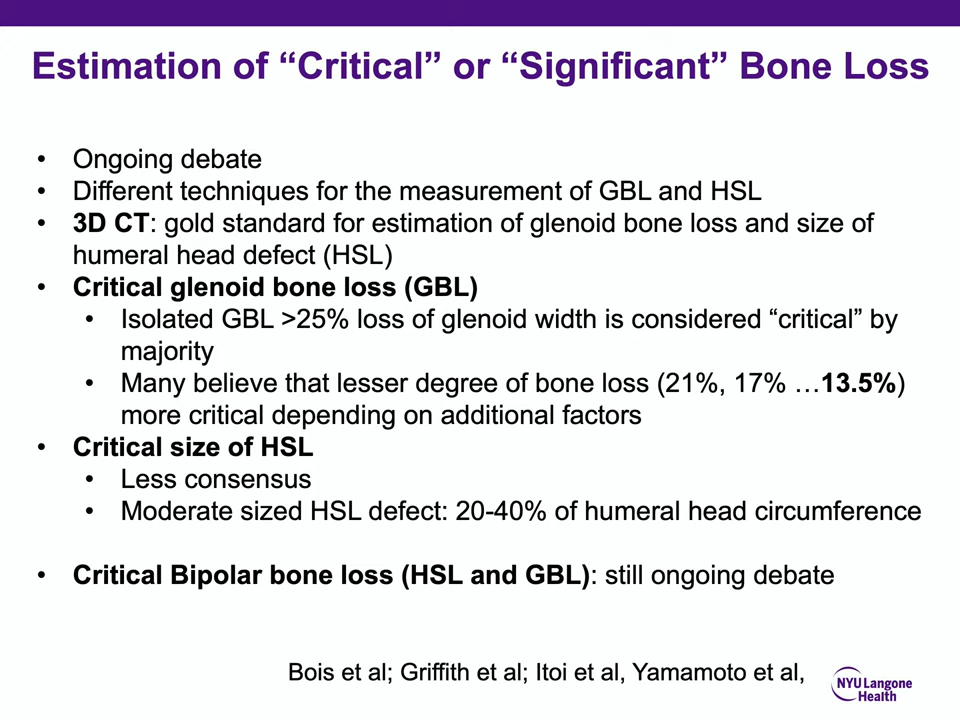 Estimation of “Critical” or “Significant” Bone Loss
• Ongoing debate
• Different techniques for the measurement of GBL and HSL
• 3D CT: gold standard for estimation of glenoid bone loss and size of
humeral head defect (HSL)
• Critical glenoid bone loss (GBL)
• Isolated GBL >25% loss of glenoid width is considered “critical” by
majority
• Many believe that lesser degree of bone loss (21%, 17% …13.5%)
more critical depending on additional factors
• Critical size of HSL
• Less consensus
• Moderate sized HSL defect: 20-40% of humeral head circumference
• Critical Bipolar bone loss (HSL and GBL): still ongoing debate
Bois et al; Griffith et al; Itoi et al, Yamamoto et al,
NYU Langone
Health